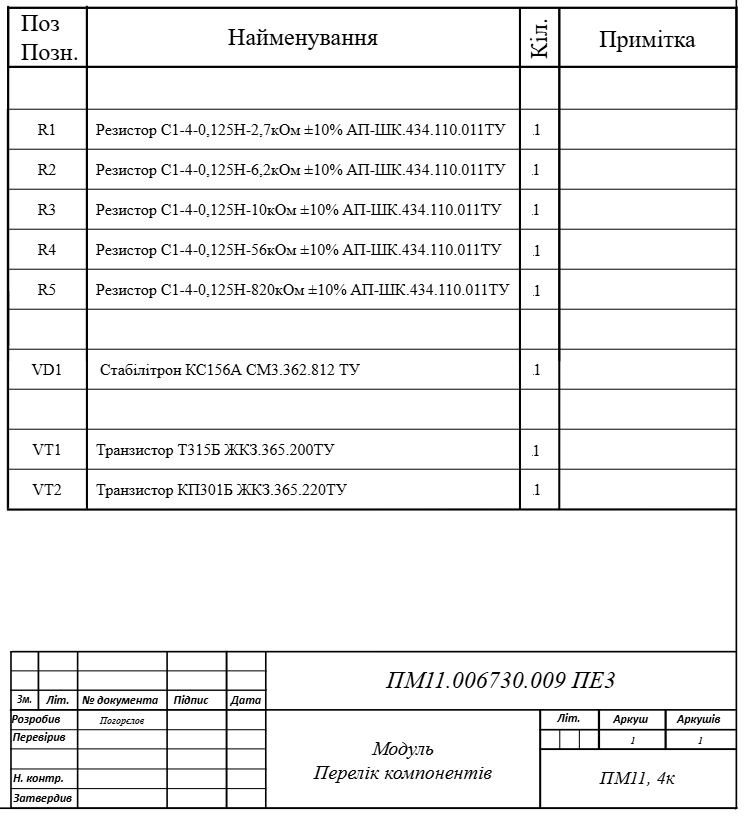 Поз Найменування Кіл. Примітка
Позн.
R1 Резистор С1-4-0,125Н-2,7кОм ±10% АП-ШК.434.110.011ТУ 1
R2 Резистор С1-4-0,125Н-6,2кОм ±10% АП-ШК.434.110.011ТУ 1
R3 Резистор С1-4-0,125Н-10кОм ±10% АП-ШК.434.110.011ТУ 1
R4 Резистор С1-4-0,125Н-56кОм ±10% АП-ШК.434.110.011ТУ 1
R5 Резистор С1-4-0,125Н-820кОм ±10% АП-ШК.434.110.011ТУ 1
VD1 Стабілітрон КС156А СМ3.362.812 ТУ 1
VT1 Транзистор Т315Б ЖКЗ.365.200ТУ 1
VT2 Транзистор КП301Б ЖКЗ.365.220ТУ 1
ПМ11.006730.009 ПЕ3
Зм. Літ. № документа Підпис Дата
Розробив Погорєлов
Перевірив
Н. контр.
Затвердив
Модуль
Перелік компонентів
Літ. Аркуш Аркушів
1 1
ПМ11, 4к